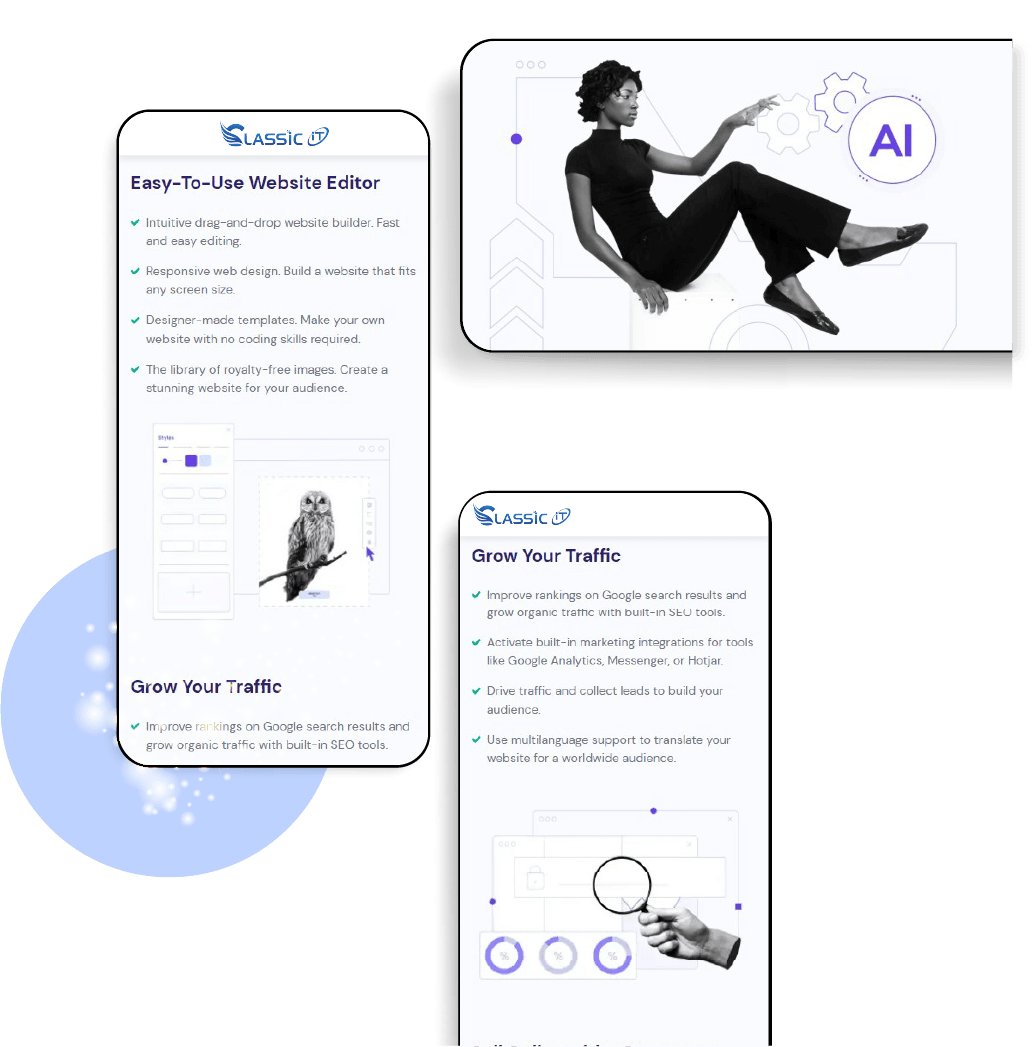 CLASSIC iT
Easy-To-Use Website Editor
Intuitive drag-and-drop website builder. Fast
and easy editing.
Responsive web design. Build a website that fits
any screen size.
Designer-made templates. Make your own
website with no coding skills required.
The library of royalty-free images. Create a
stunning website for your audience.
Styles
Grow Your Traffic
Improve rankings on Google search results and
grow organic traffic with built-in SEO tools.
AI
CLASSIC iT
Grow Your Traffic
Improve rankings on Google search results and
grow organic traffic with built-in SEO tools.
Activate built-in marketing integrations for tools
like Google Analytics, Messenger, or Hotjar.
Drive traffic and collect leads to build your
audience.
Use multilanguage support to translate your
website for a worldwide audience.
% % %